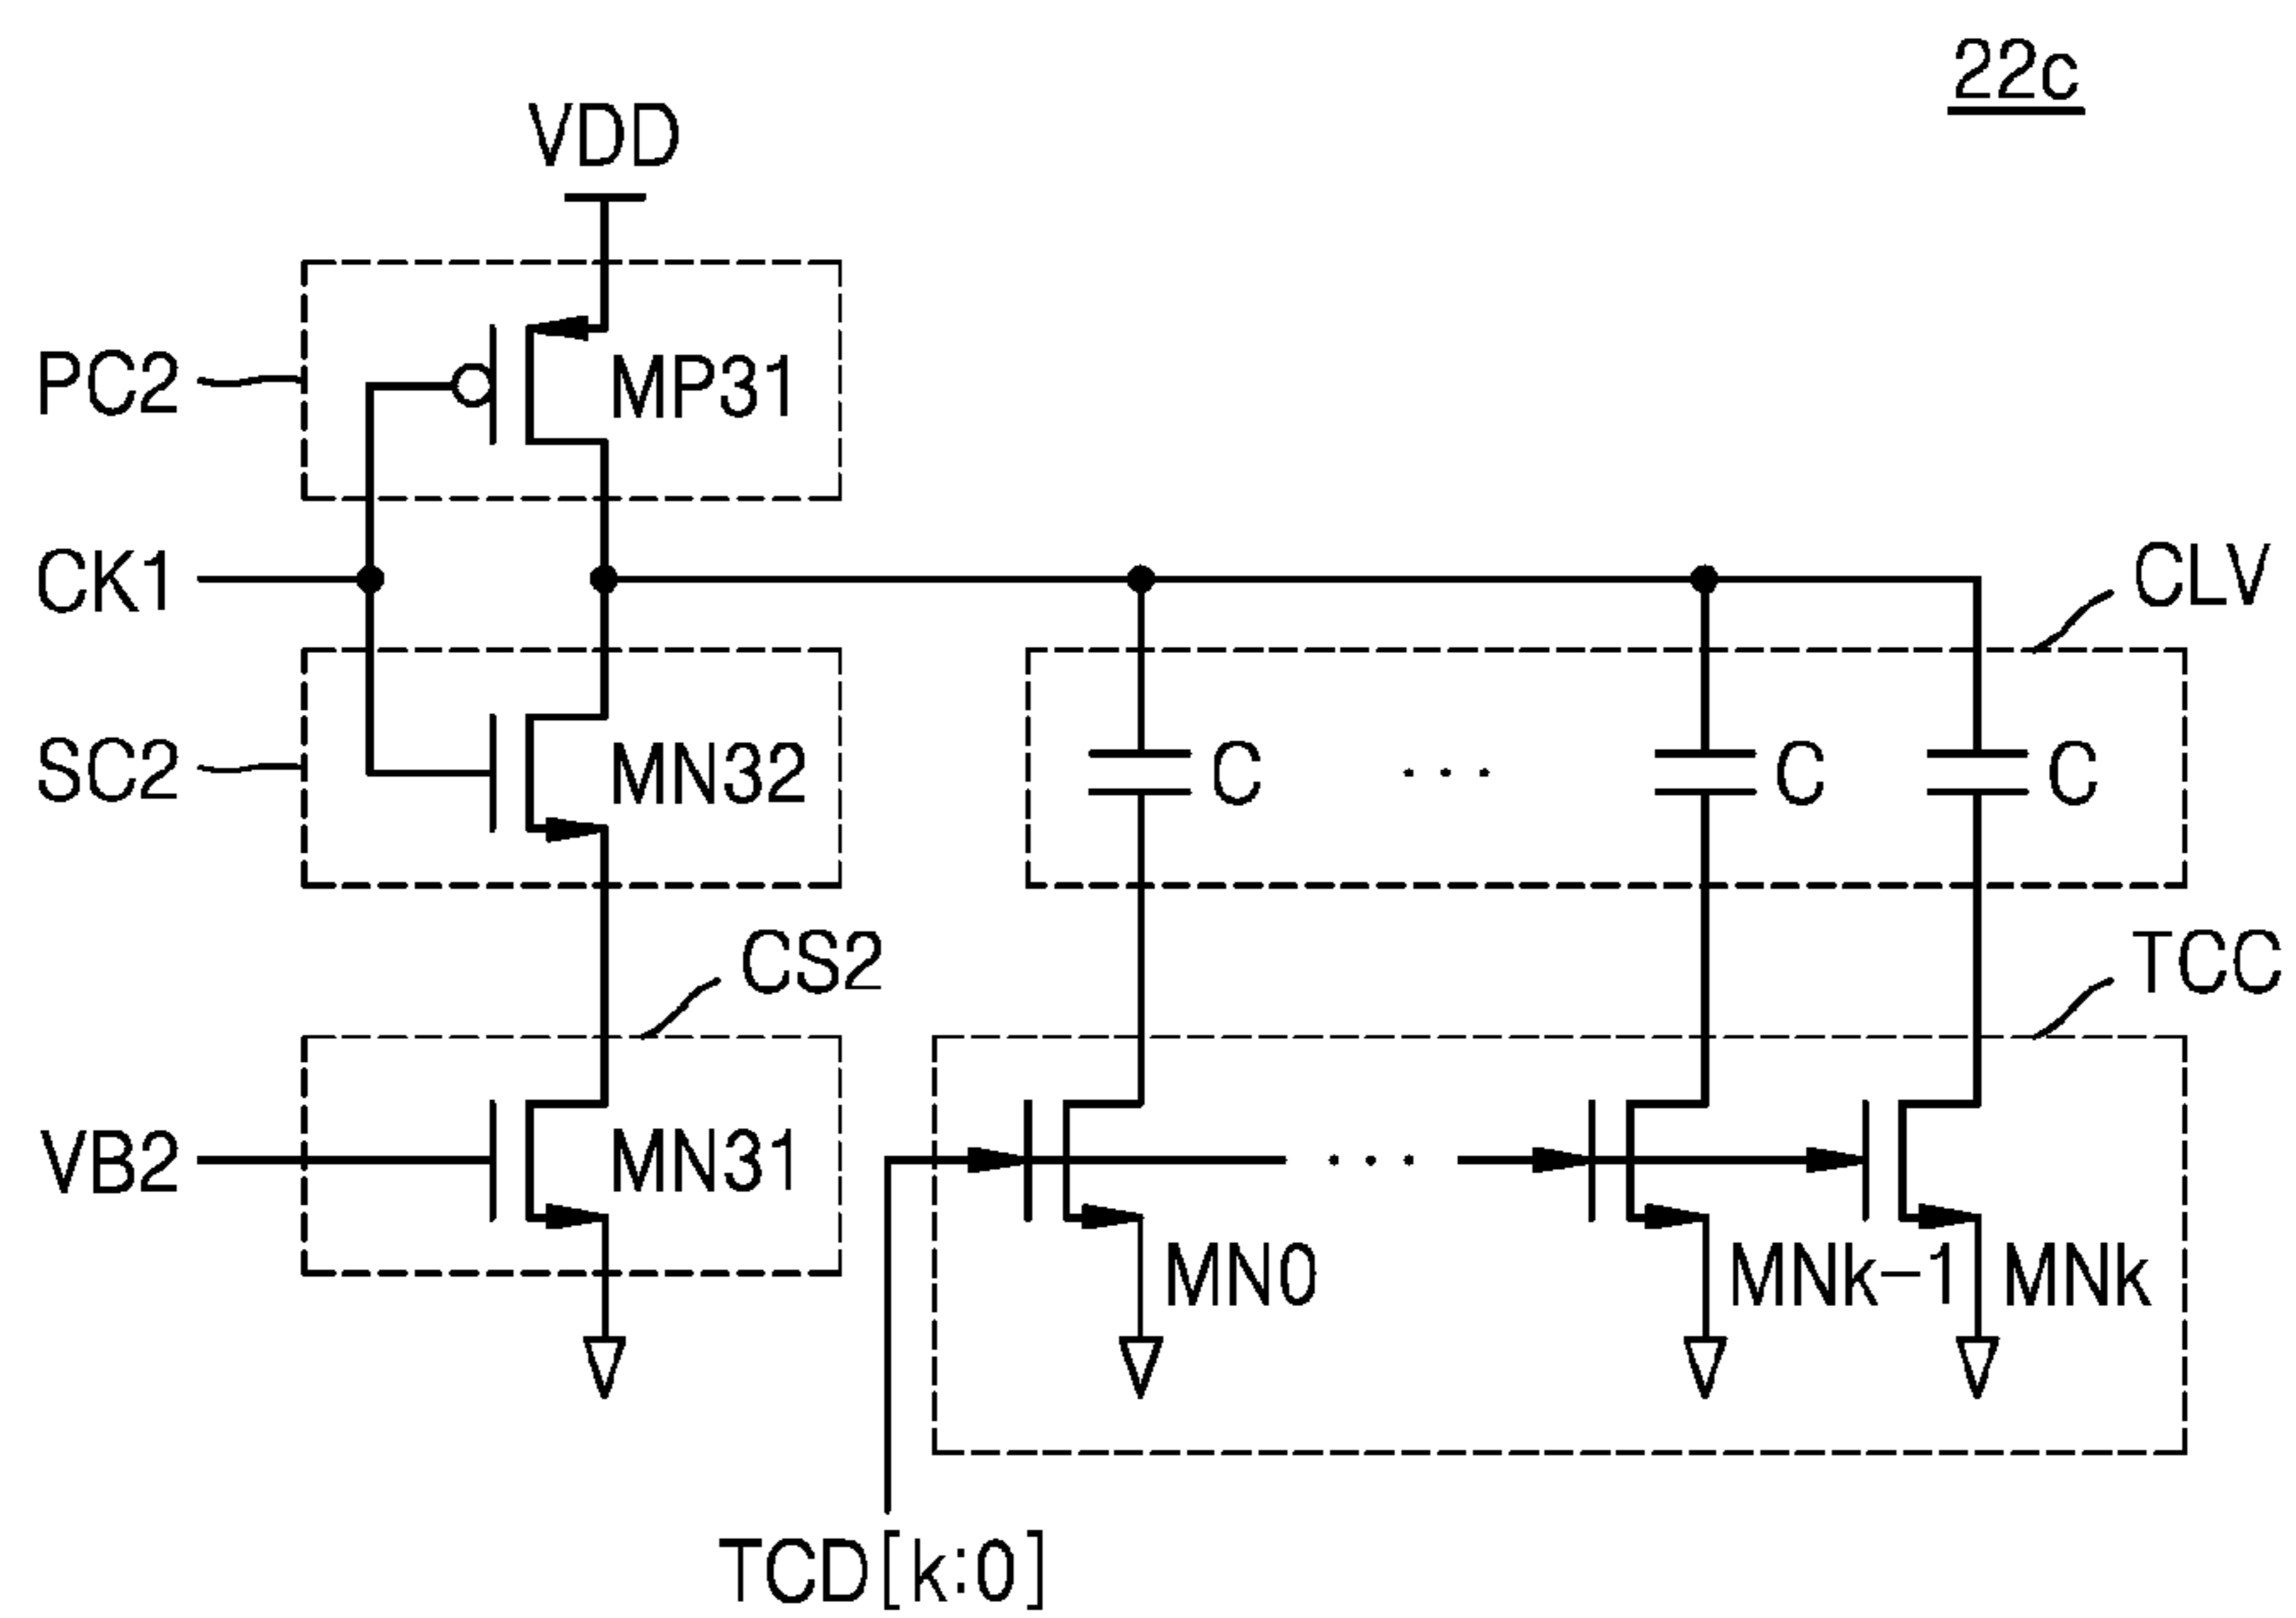 22c
VDD
PC2
MP31
CK1
CLV
SC2
MN32
C
...
C
C
CS2
TCC
VB2
MN31
...
MN0
MNk-1
MNk
TCD[k:0]